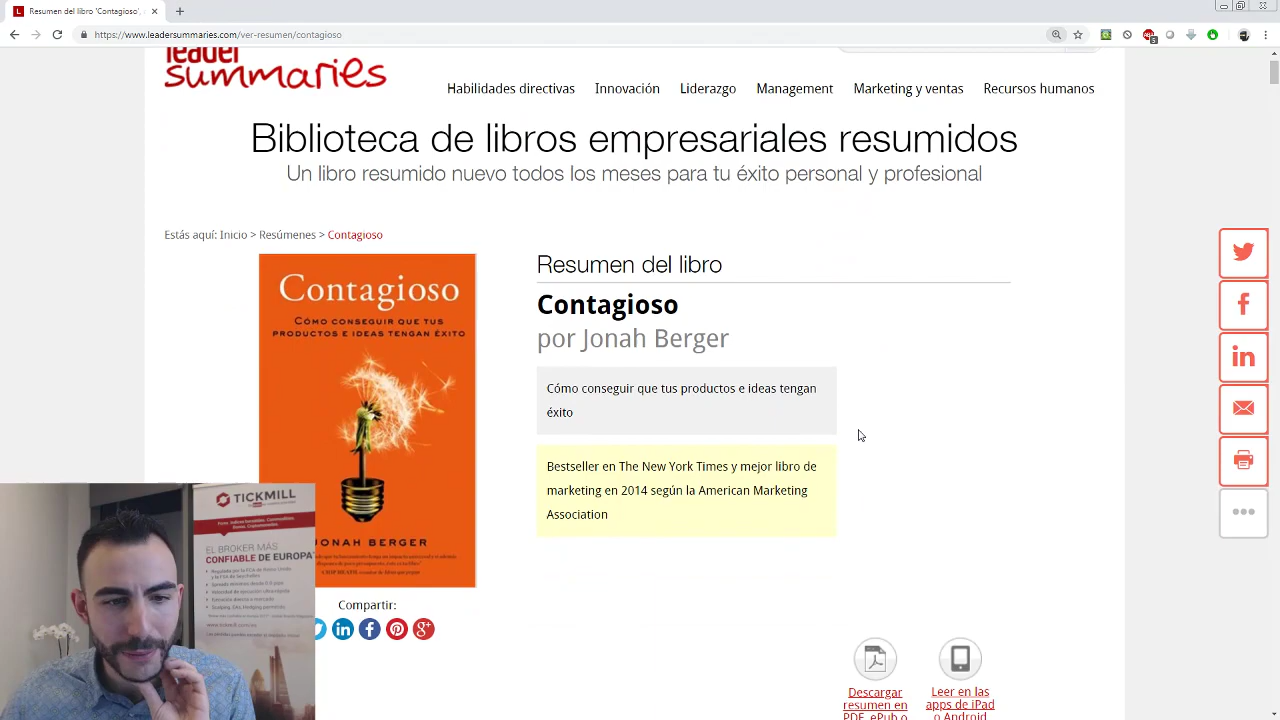 Resumen del libro 'Contagioso',
https://www.leadersummaries.com/ver-resumen/contagioso
leader
summaries
Habilidades directivas Innovación Liderazgo Management Marketing y ventas Recursos humanos
Biblioteca de libros empresariales resumidos
Un libro resumido nuevo todos los meses para tu éxito personal y profesional
Estás aquí: Inicio > Resúmenes > Contagioso
Contagioso
CÓMO CONSEGUIR QUE TUS
PRODUCTOS E IDEAS TENGAN ÉXITO
JONAH BERGER
Compartir:
Resumen del libro
Contagioso
por Jonah Berger
Cómo conseguir que tus productos e ideas tengan
éxito
Bestseller en The New York Times y mejor libro de
marketing en 2014 según la American Marketing
Association
Descargar
resumen en
PDF, ePub o
Leer en las
apps de iPad
o Android
TICKMILL
EL BROKER MÁS
CONFIABLE DE EUROPA